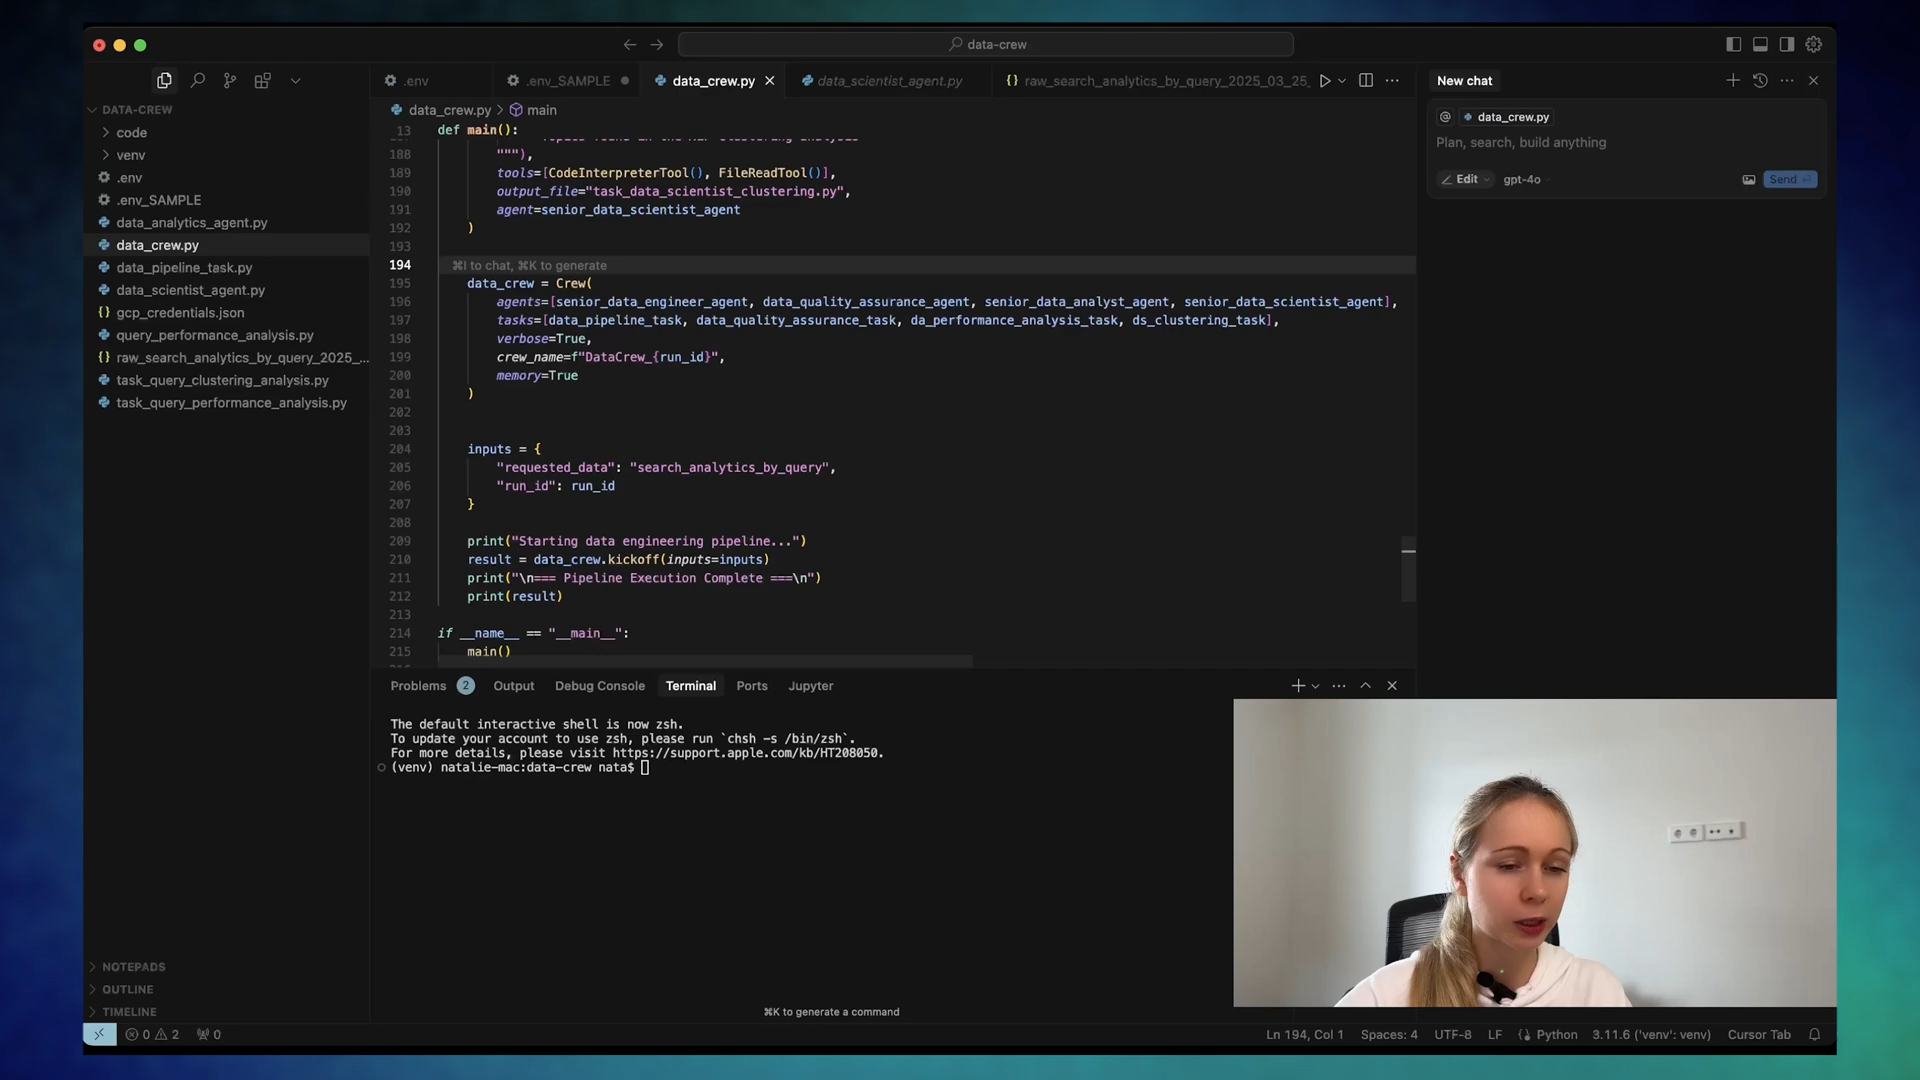 data-crew
.env
.env_SAMPLE
data_crew.py
data_scientist_agent.py
raw_search_analytics_by_query_2025_03_25_
New chat
DATA-CREW
code
venv
.env
.env_SAMPLE
data_analytics_agent.py
data_crew.py
data_pipeline_task.py
data_scientist_agent.py
gcp_credentials.json
query_performance_analysis.py
raw_search_analytics_by_query_2025_...
task_query_clustering_analysis.py
task_query_performance_analysis.py
NOTEPADS
OUTLINE
TIMELINE
data_crew.py > main
13 def main():
188 """),
189 tools=[CodeInterpreterTool(), FileReadTool()],
190 output_file="task_data_scientist_clustering.py",
191 agent=senior_data_scientist_agent
192 )
193
194 ⌘I to chat, ⌘K to generate
195 data_crew = Crew(
196 agents=[senior_data_engineer_agent, data_quality_assurance_agent, senior_data_analyst_agent, senior_data_scientist_agent],
197 tasks=[data_pipeline_task, data_quality_assurance_task, da_performance_analysis_task, ds_clustering_task],
198 verbose=True,
199 crew_name=f"DataCrew_{run_id}",
200 memory=True
201 )
202
203
204 inputs = {
205 "requested_data": "search_analytics_by_query",
206 "run_id": run_id
207 }
208
209 print("Starting data engineering pipeline...")
210 result = data_crew.kickoff(inputs=inputs)
211 print("\n=== Pipeline Execution Complete ===\n")
212 print(result)
213
214 if __name__ == "__main__":
215 main()
@ data_crew.py
Plan, search, build anything
Edit gpt-4o Send
Problems 2 Output Debug Console Terminal Ports Jupyter
The default interactive shell is now zsh.
To update your account to use zsh, please run `chsh -s /bin/zsh`.
For more details, please visit https://support.apple.com/kb/HT208050.
(venv) natalie-mac:data-crew nata$
⌘K to generate a command
0 2 0
Ln 194, Col 1 Spaces: 4 UTF-8 LF Python 3.11.6 ('venv': venv) Cursor Tab